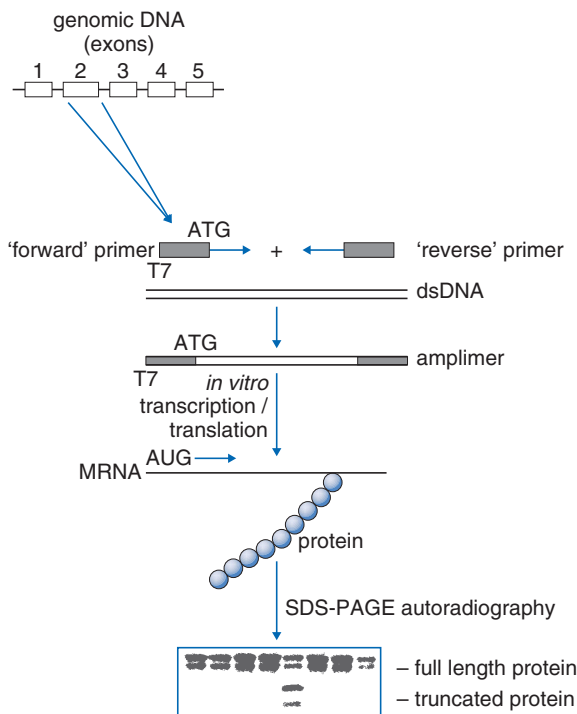 genomic DNA
(exons)
1 2 3 4 5
ATG
‘forward’ primer + ‘reverse’ primer
T7
dsDNA
ATG
amplimer
T7
in vitro
transcription /
translation
AUG
MRNA
protein
SDS-PAGE autoradiography
– full length protein
– truncated protein